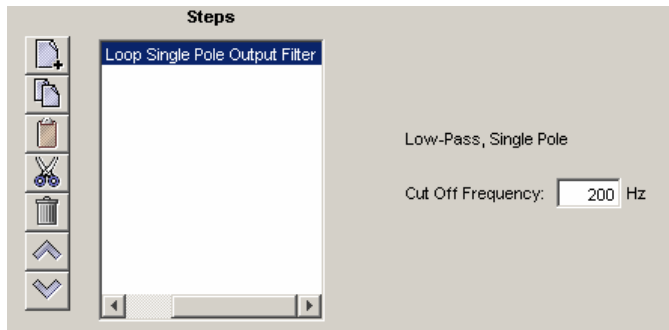 Steps
Loop Single Pole Output Filter
Low-Pass, Single Pole
Cut Off Frequency: 200 Hz